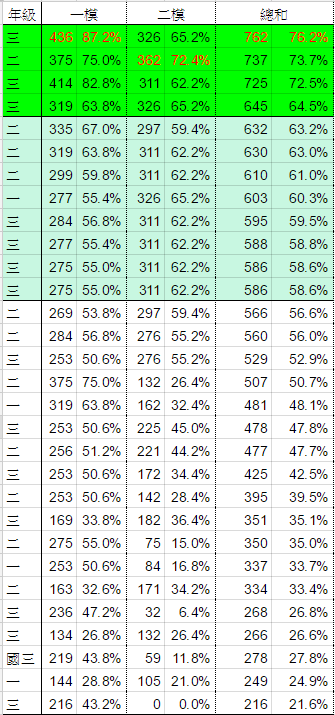 年級 一模 二模 總和
三 436 87.2% 326 65.2% 762 76.2%
二 375 75.0% 362 72.4% 737 73.7%
三 414 82.8% 311 62.2% 725 72.5%
三 319 63.8% 326 65.2% 645 64.5%
二 335 67.0% 297 59.4% 632 63.2%
二 319 63.8% 311 62.2% 630 63.0%
二 299 59.8% 311 62.2% 610 61.0%
一 277 55.4% 326 65.2% 603 60.3%
三 284 56.8% 311 62.2% 595 59.5%
三 277 55.4% 311 62.2% 588 58.8%
三 275 55.0% 311 62.2% 586 58.6%
三 275 55.0% 311 62.2% 586 58.6%
二 269 53.8% 297 59.4% 566 56.6%
二 284 56.8% 276 55.2% 560 56.0%
三 253 50.6% 276 55.2% 529 52.9%
二 375 75.0% 132 26.4% 507 50.7%
一 319 63.8% 162 32.4% 481 48.1%
三 253 50.6% 225 45.0% 478 47.8%
二 256 51.2% 221 44.2% 477 47.7%
三 253 50.6% 172 34.4% 425 42.5%
二 253 50.6% 142 28.4% 395 39.5%
三 169 33.8% 182 36.4% 351 35.1%
二 275 55.0% 75 15.0% 350 35.0%
一 253 50.6% 84 16.8% 337 33.7%
二 163 32.6% 171 34.2% 334 33.4%
三 236 47.2% 32 6.4% 268 26.8%
三 134 26.8% 132 26.4% 266 26.6%
國三 219 43.8% 59 11.8% 278 27.8%
一 144 28.8% 105 21.0% 249 24.9%
三 216 43.2% 0 0.0% 216 21.6%